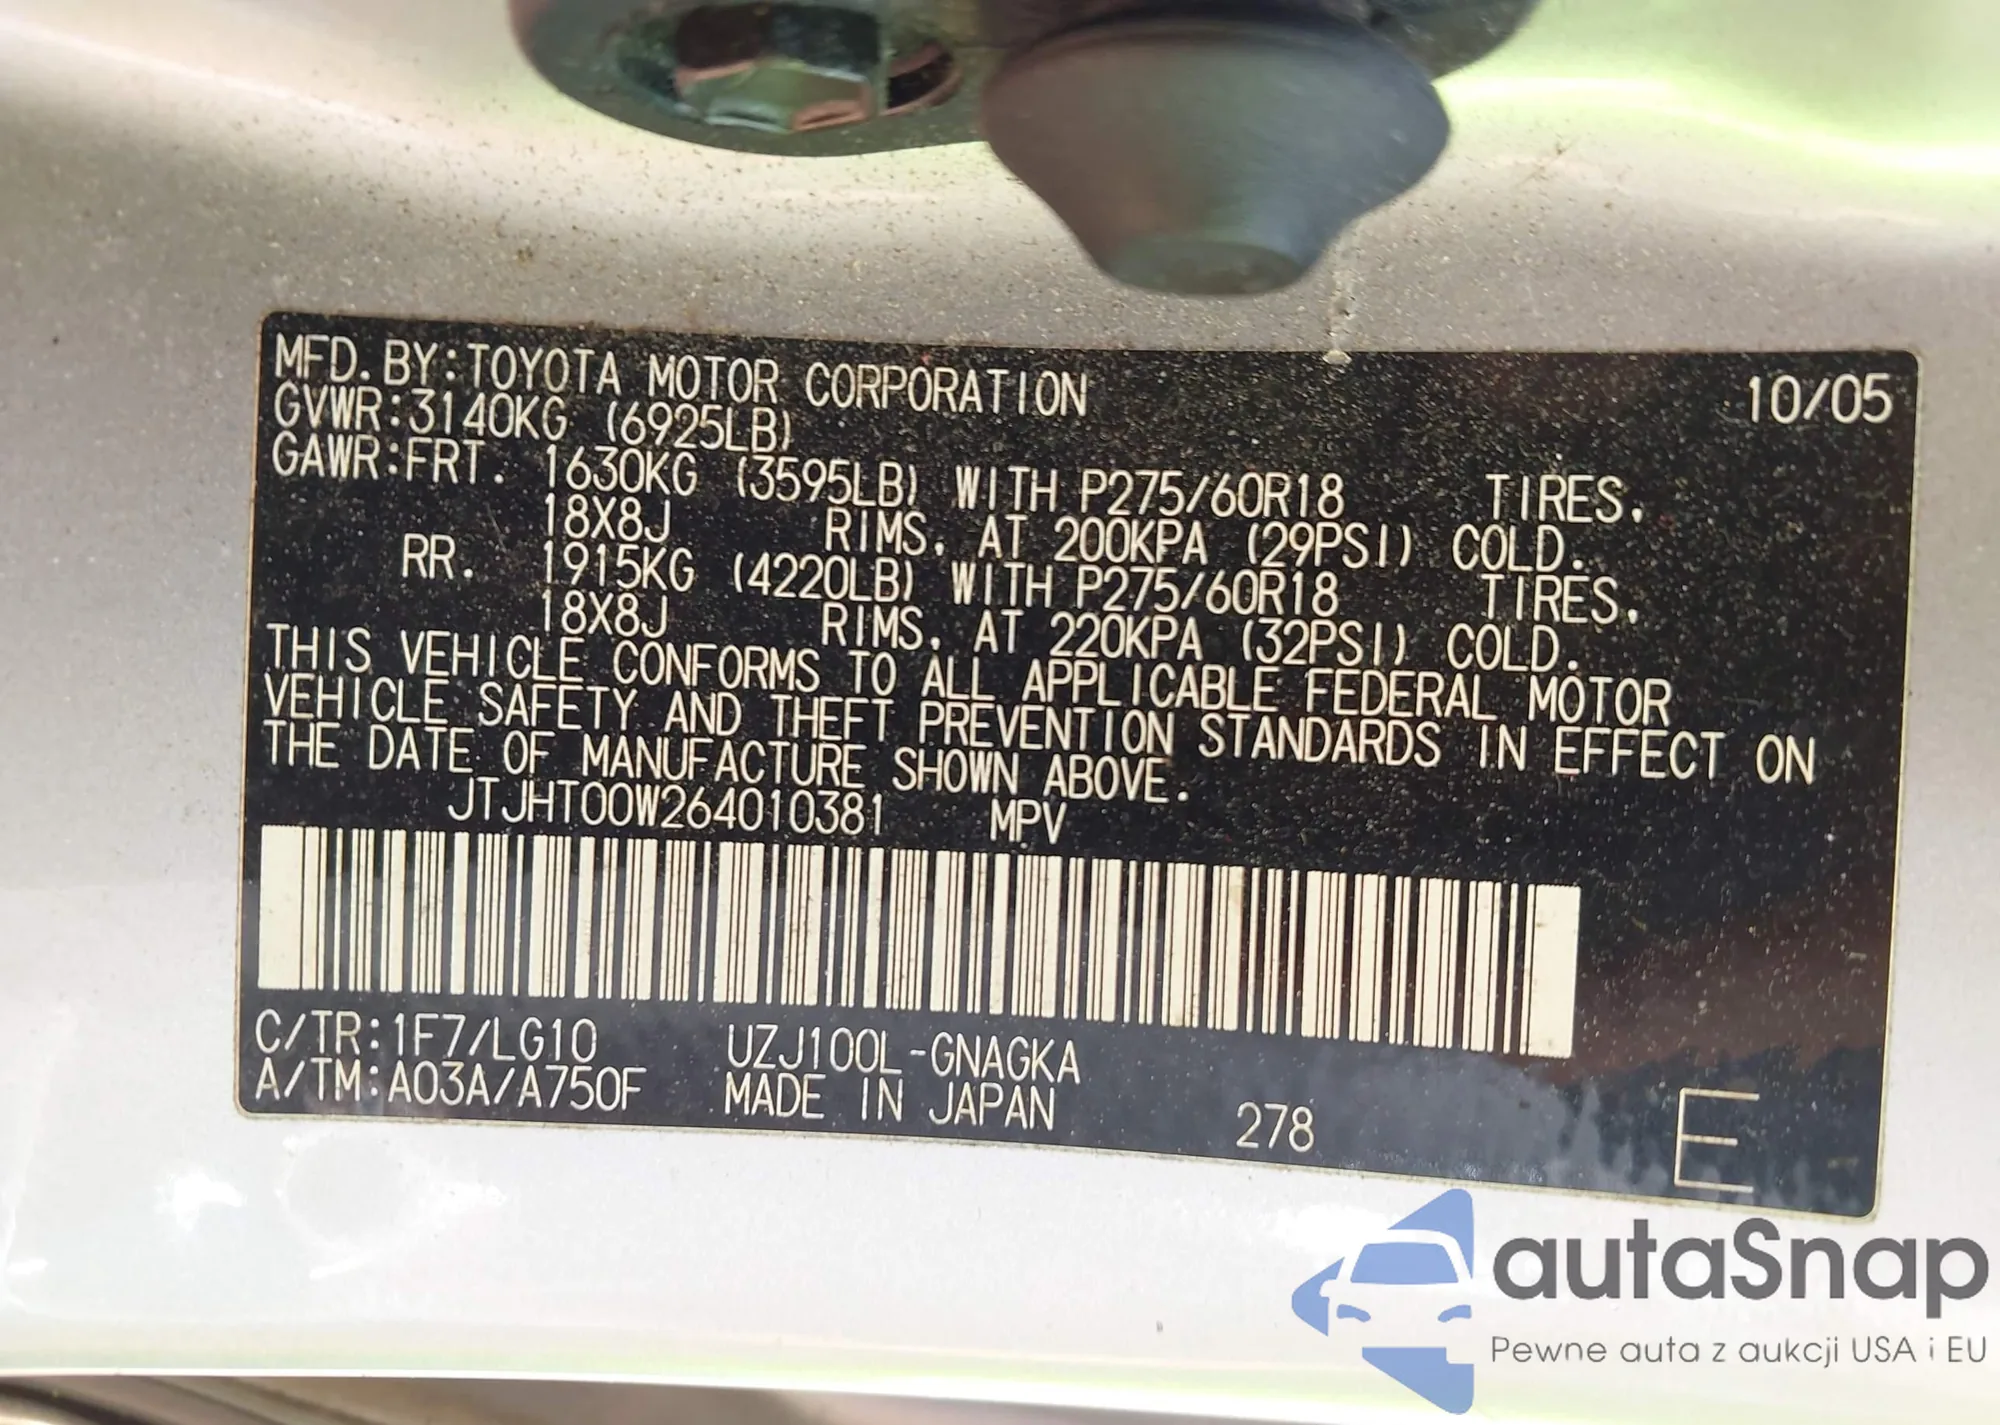 MFD. BY: TOYOTA MOTOR CORPORATION 10/05
GVWR: 3140KG (6925LB)
GAWR: FRT. 1630KG (3595LB) WITH P275/60R18 TIRES,
18X8J RIMS, AT 200KPA (29PSI) COLD.
RR. 1915KG (4220LB) WITH P275/60R18 TIRES,
18X8J RIMS, AT 220KPA (32PSI) COLD.
THIS VEHICLE CONFORMS TO ALL APPLICABLE FEDERAL MOTOR
VEHICLE SAFETY AND THEFT PREVENTION STANDARDS IN EFFECT ON
THE DATE OF MANUFACTURE SHOWN ABOVE.
JTJHT00W264010381 MPV
C/TR: 1F7/LG10 UZJ100L-GNAGKA
A/TM: A03A/A750F MADE IN JAPAN 278 E
autaSnap
Pewne auta z aukcji USA i EU